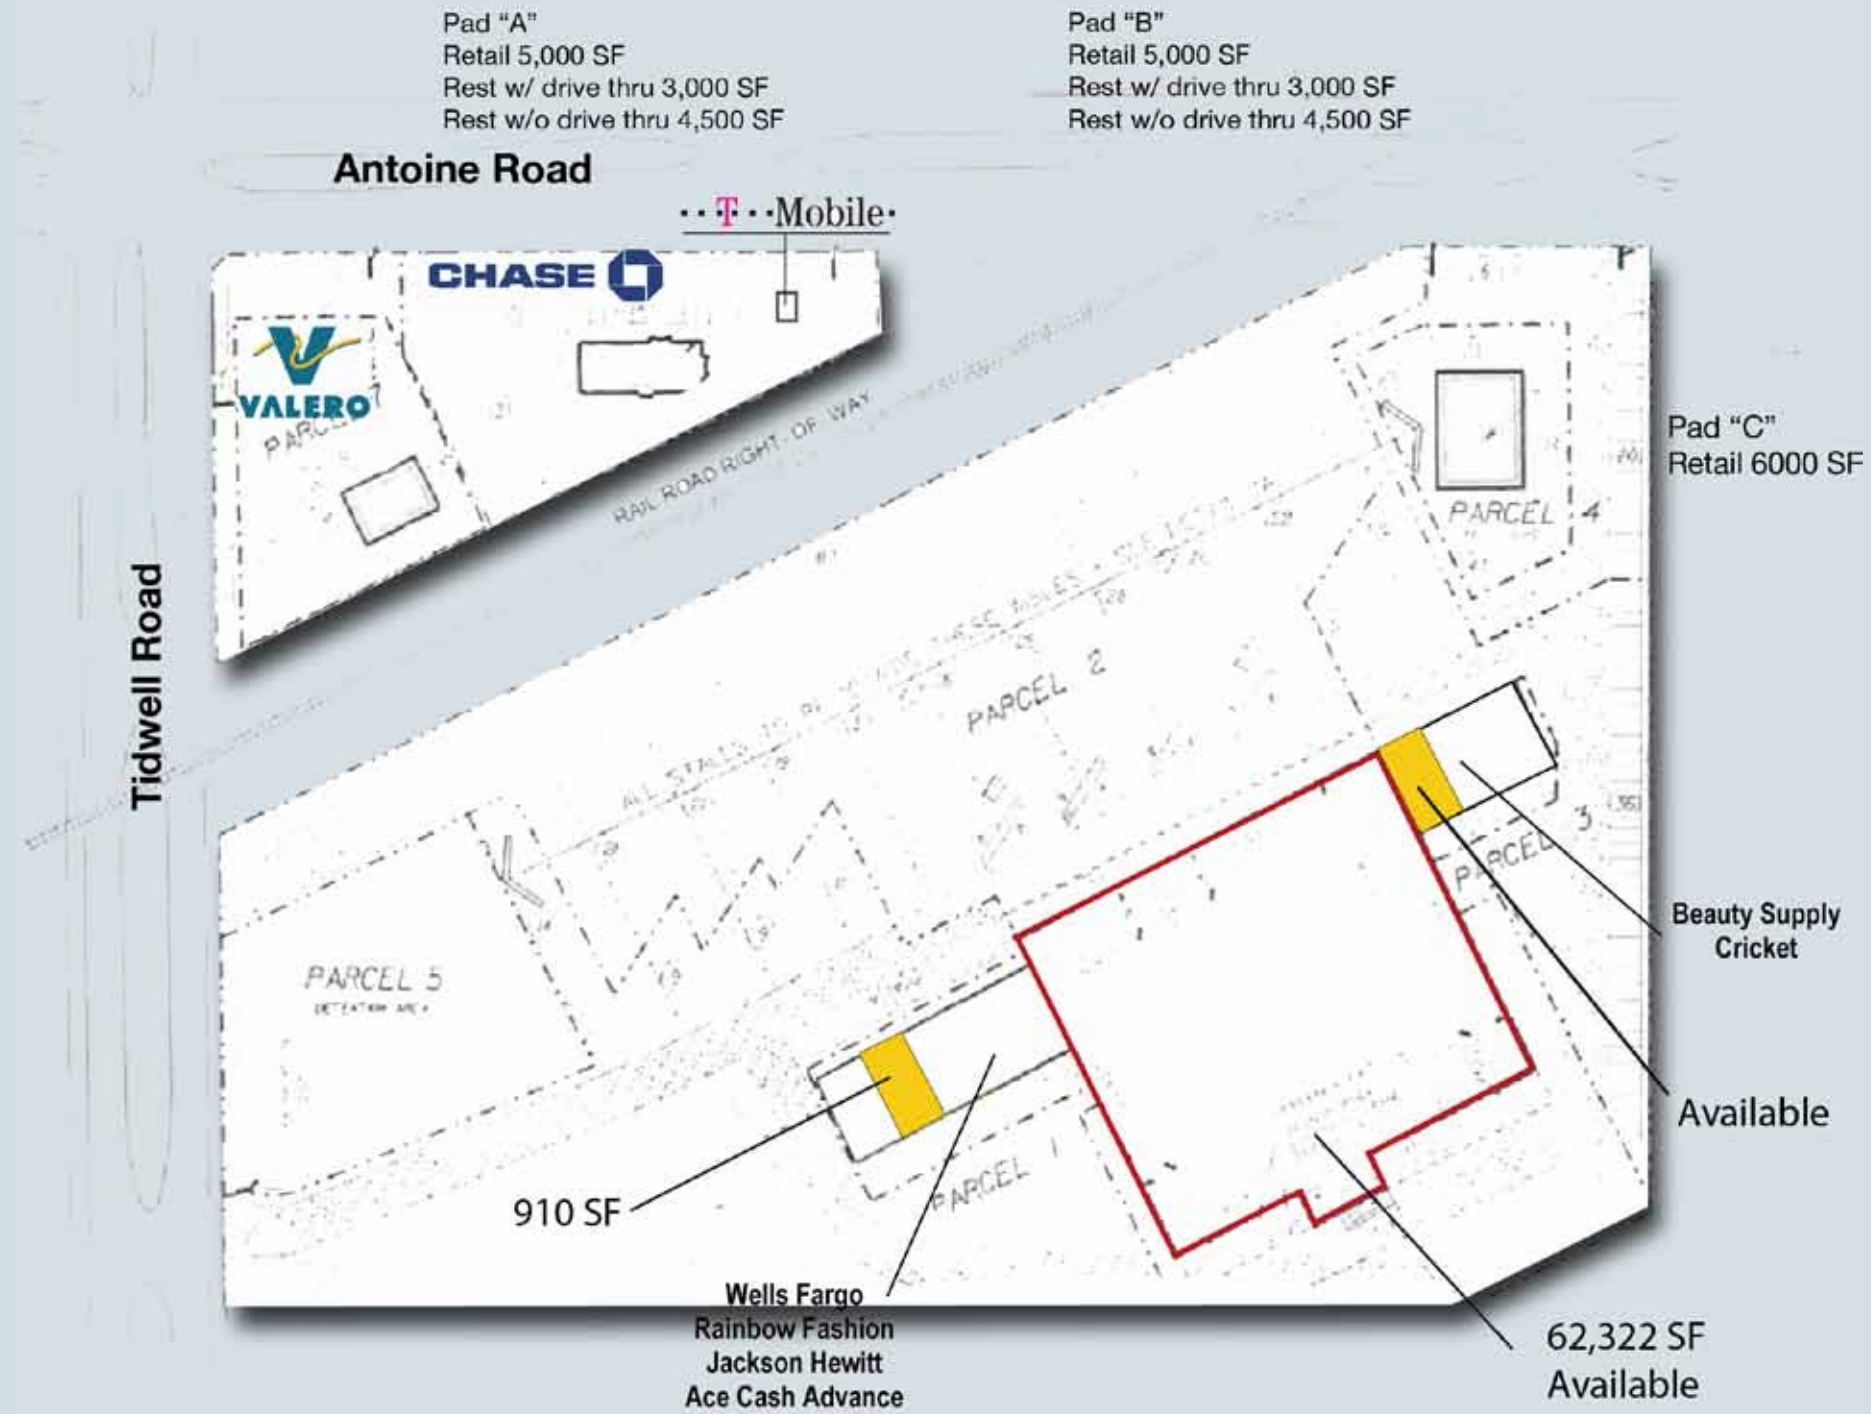 Pad “A”
Retail 5,000 SF
Rest w/ drive thru 3,000 SF
Rest w/o drive thru 4,500 SF
Pad “B”
Retail 5,000 SF
Rest w/ drive thru 3,000 SF
Rest w/o drive thru 4,500 SF
Antoine Road
T Mobile
CHASE
VALERO
RAIL ROAD RIGHT OF WAY
Pad “C”
Retail 6000 SF
PARCEL 4
Tidwell Road
PARCEL 2
PARCEL 3
Beauty Supply
Cricket
PARCEL 5
DETENTION AREA
Available
PARCEL 1
910 SF
Wells Fargo
Rainbow Fashion
Jackson Hewitt
Ace Cash Advance
62,322 SF
Available